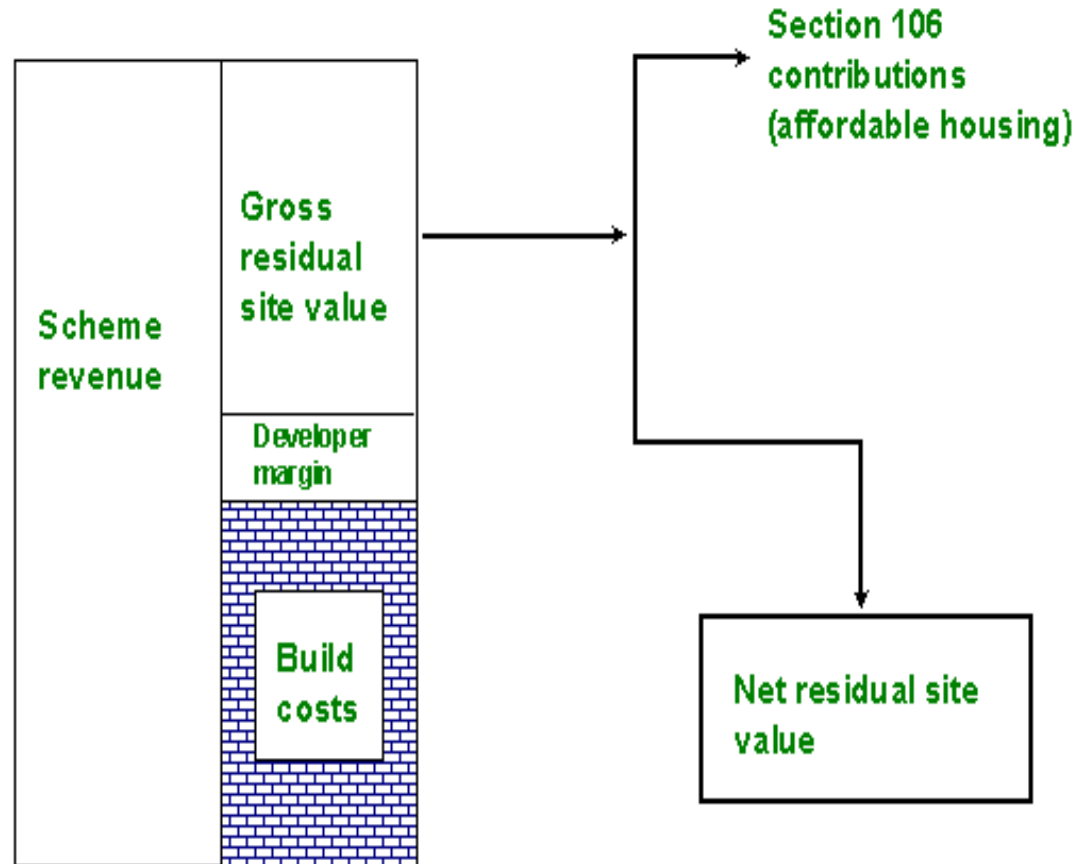 Scheme
revenue
Gross
residual
site value
Developer
margin
Build
costs
Section 106
contributions
(affordable housing)
Net residual site
value